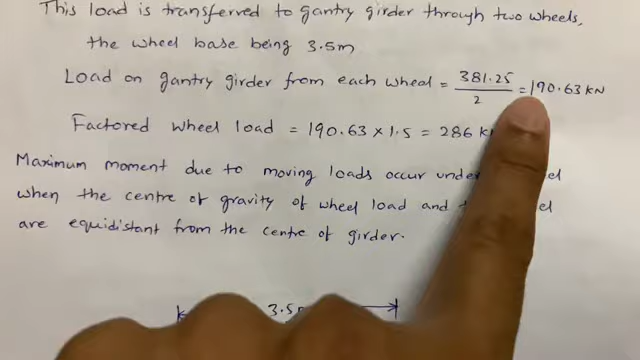 This load is transferred to gantry girder through two wheels,
the wheel base being 3.5m
Load on gantry girder from each wheel = 381.25/2 = 190.63 kN
Factored wheel load = 190.63 x 1.5 = 286
Maximum moment due to moving loads occur under
when the centre of gravity of wheel load and
are equidistant from the centre of girder.
3.5